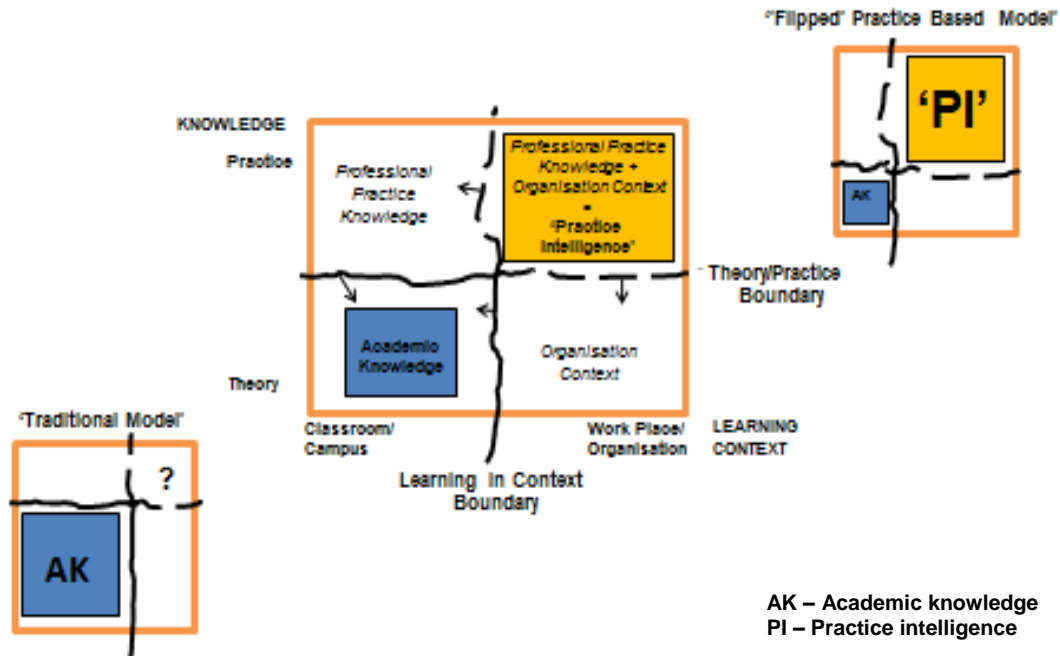 '‘Flipped’ Practice Based Model’
‘PI’
AK
KNOWLEDGE
Practice
Professional
Practice
Knowledge
Professional Practice
Knowledge +
Organisation Context
=
‘Practice
Intelligence’
Theory/Practice
Boundary
Academic
Knowledge
Organisation
Context
Theory
Classroom/
Campus
Work Place/
Organisation
LEARNING
CONTEXT
Learning In Context
Boundary
‘Traditional Model’
?
AK
AK – Academic knowledge
PI – Practice intelligence